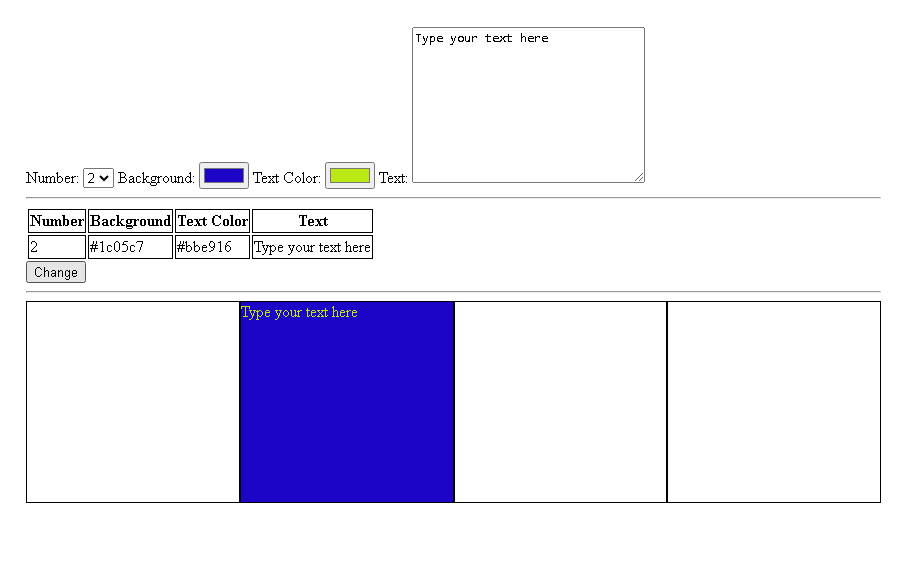 Type your text here
Number: 2 Background: Text Color: Text:
Number Background Text Color Text
2 #1c05c7 #bbe916 Type your text here
Change
Type your text here